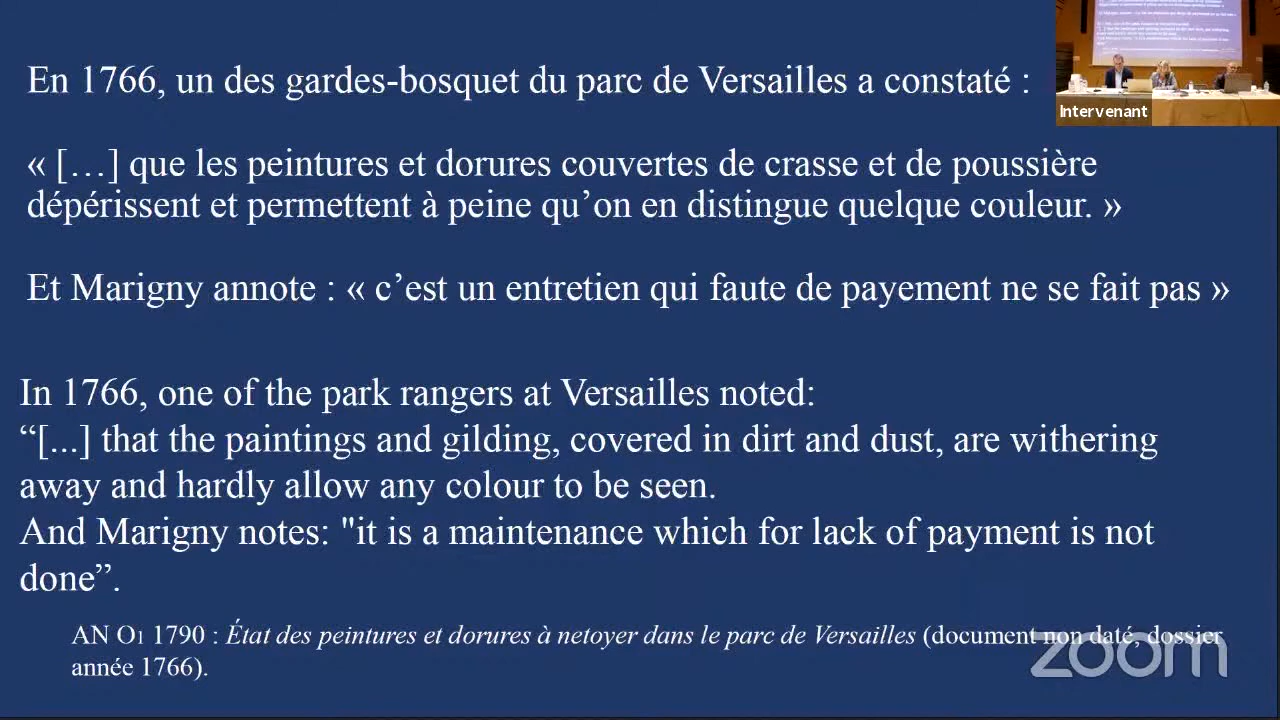 En 1766, un des gardes-bosquet du parc de Versailles a constaté :
Intervenant
« […] que les peintures et dorures couvertes de crasse et de poussière
dépérissent et permettent à peine qu’on en distingue quelque couleur. »
Et Marigny annote : « c’est un entretien qui faute de payement ne se fait pas »
In 1766, one of the park rangers at Versailles noted:
“[...] that the paintings and gilding, covered in dirt and dust, are withering
away and hardly allow any colour to be seen.
And Marigny notes: "it is a maintenance which for lack of payment is not
done”.
AN O1 1790 : État des peintures et dorures à netoyer dans le parc de Versailles (document non daté, dossier
année 1766).
zoom